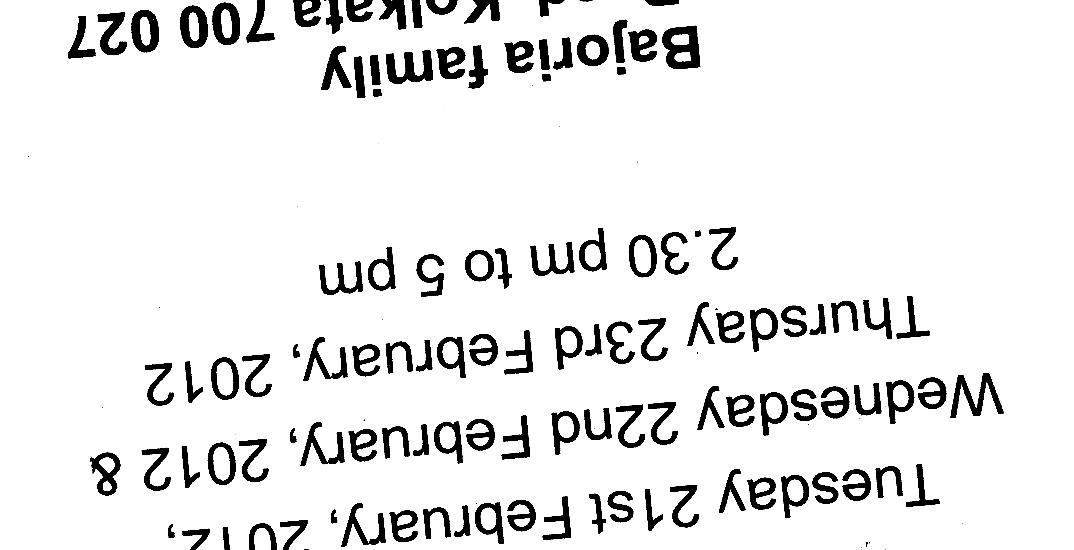 Tuesday 21st February, 2012,
Wednesday 22nd February, 2012 &
Thursday 23rd February, 2012
2.30 pm to 5 pm
Bajoria family
Kolkata 700 027